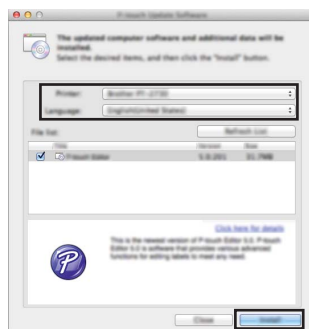 P-touch Update Software
The updated computer software and additional data will be
installed.
Select the desired items, and then click the "Install" button.
Printer: Brother PT-2730
Language: English(United States)
File list: Refresh List
Title Version Size
P-touch Editor 5.0.201 31.7MB
Click here for details
This is the newest version of P-touch Editor 5.0. P-touch
Editor 5.0 is software that provides various advanced
functions for editing labels to meet any need.
Close Install